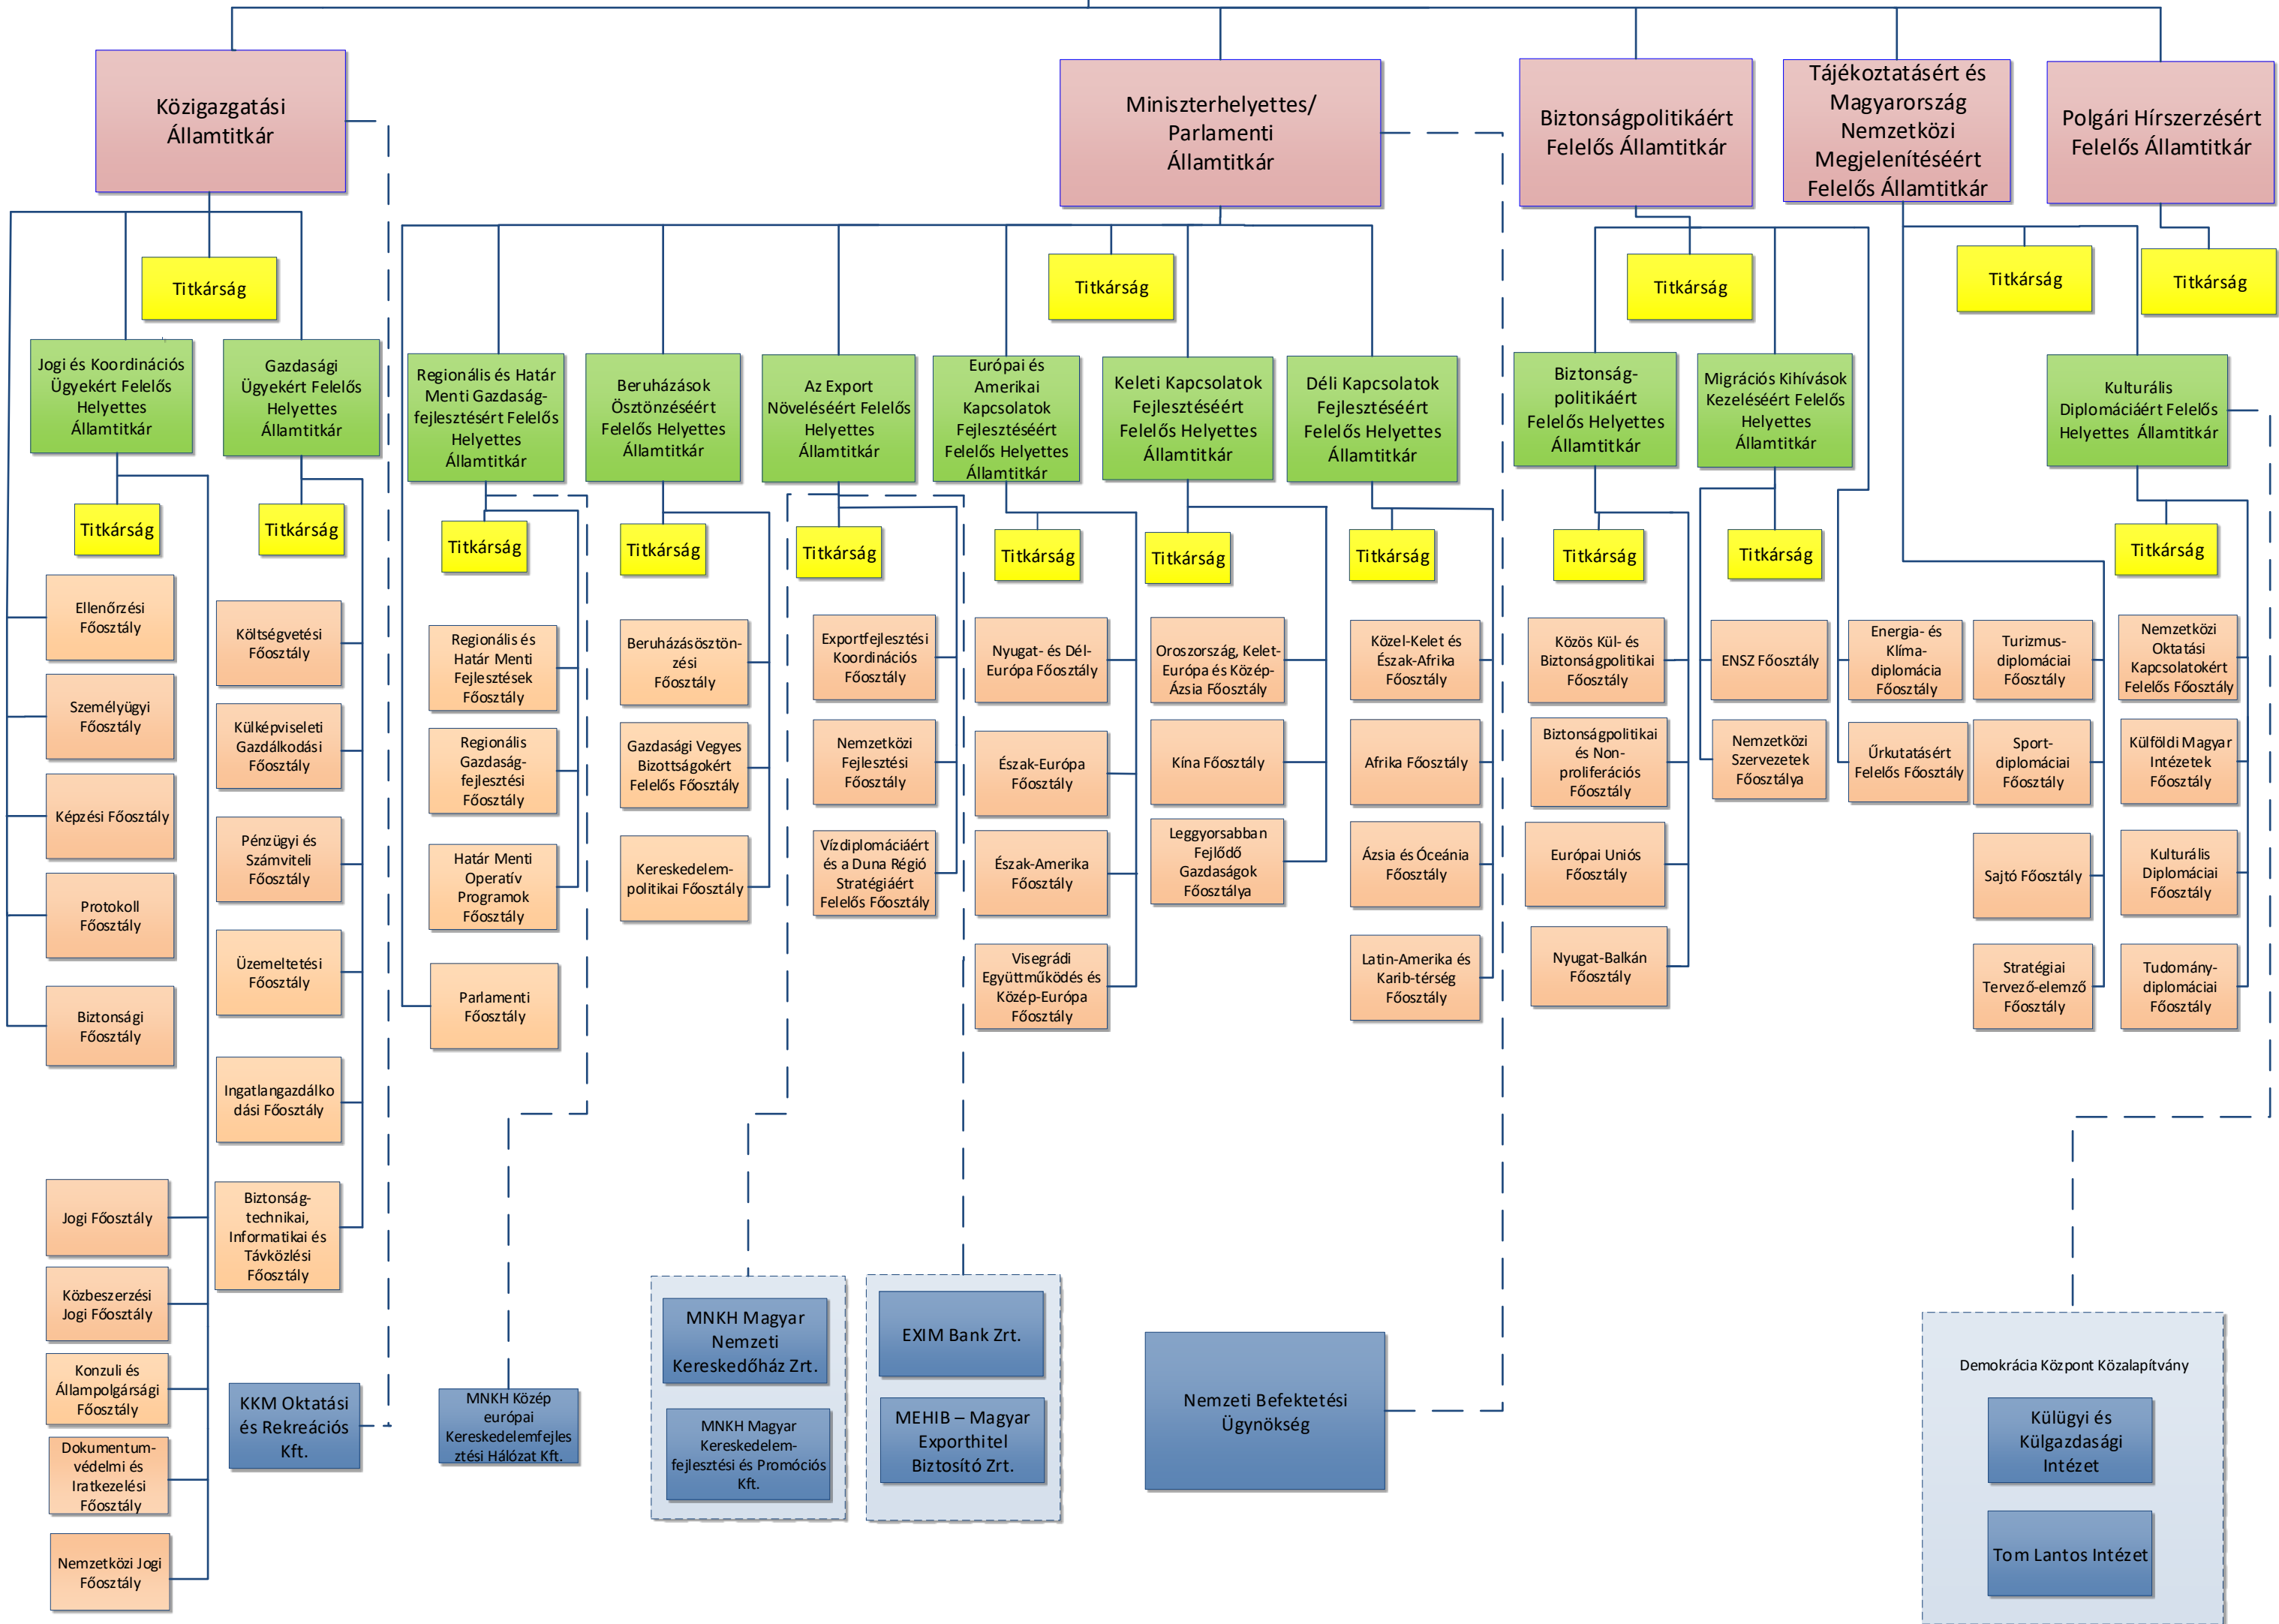 Közigazgatási
Államtitkár
Miniszterhelyettes/
Parlamenti
Államtitkár
Biztonságpolitikáért
Felelős Államtitkár
Tájékoztatásért és
Magyarország
Nemzetközi
Megjelenítéséért
Felelős Államtitkár
Polgári Hírszerzésért
Felelős Államtitkár
Titkárság
Titkárság
Titkárság
Titkárság
Titkárság
Jogi és Koordinációs
Ügyekért Felelős
Helyettes
Államtitkár
Gazdasági
Ügyekért Felelős
Helyettes
Államtitkár
Regionális és Határ
Menti Gazdaság-
fejlesztésért Felelős
Helyettes
Államtitkár
Beruházások
Ösztönzéséért
Felelős Helyettes
Államtitkár
Az Export
Növeléséért Felelős
Helyettes
Államtitkár
Európai és
Amerikai
Kapcsolatok
Fejlesztéséért
Felelős Helyettes
Államtitkár
Keleti Kapcsolatok
Fejlesztéséért
Felelős Helyettes
Államtitkár
Déli Kapcsolatok
Fejlesztéséért
Felelős Helyettes
Államtitkár
Biztonság-
politikáért
Felelős Helyettes
Államtitkár
Migrációs Kihívások
Kezeléséért Felelős
Helyettes
Államtitkár
Kulturális
Diplomáciáért Felelős
Helyettes Államtitkár
Titkárság
Titkárság
Titkárság
Titkárság
Titkárság
Titkárság
Titkárság
Titkárság
Titkárság
Titkárság
Titkárság
Ellenőrzési
Főosztály
Személyügyi
Főosztály
Képzési Főosztály
Protokoll
Főosztály
Biztonsági
Főosztály
Jogi Főosztály
Közbeszerzési
Jogi Főosztály
Konzuli és
Állampolgársági
Főosztály
Dokumentum-
védelmi és
Iratkezelési
Főosztály
Nemzetközi Jogi
Főosztály
Költségvetési
Főosztály
Külképviseleti
Gazdálkodási
Főosztály
Pénzügyi és
Számviteli
Főosztály
Üzemeltetési
Főosztály
Ingatlangazdálko
dási Főosztály
Biztonság-
technikai,
Informatikai és
Távközlési
Főosztály
KKM Oktatási
és Rekreációs
Kft.
Regionális és
Határ Menti
Fejlesztések
Főosztály
Regionális
Gazdaság-
fejlesztési
Főosztály
Határ Menti
Operatív
Programok
Főosztály
Parlamenti
Főosztály
MNKH Közép
európai
Kereskedelemfejles
ztési Hálózat Kft.
Beruházásösztön-
zési
Főosztály
Gazdasági Vegyes
Bizottságokért
Felelős Főosztály
Kereskedelem-
politikai Főosztály
MNKH Magyar
Nemzeti
Kereskedőház Zrt.
MNKH Magyar
Kereskedelem-
fejlesztési és Promóciós
Kft.
Exportfejlesztési
Koordinációs
Főosztály
Nemzetközi
Fejlesztési
Főosztály
Vízdiplomáciáért
és a Duna Régió
Stratégiáért
Felelős Főosztály
EXIM Bank Zrt.
MEHIB – Magyar
Exporthitel
Biztosító Zrt.
Nyugat- és Dél-
Európa Főosztály
Észak-Európa
Főosztály
Észak-Amerika
Főosztály
Visegrádi
Együttműködés és
Közép-Európa
Főosztály
Oroszország, Kelet-
Európa és Közép-
Ázsia Főosztály
Kína Főosztály
Leggyorsabban
Fejlődő
Gazdaságok
Főosztálya
Nemzeti Befektetési
Ügynökség
Közel-Kelet és
Észak-Afrika
Főosztály
Afrika Főosztály
Ázsia és Óceánia
Főosztály
Latin-Amerika és
Karib-térség
Főosztály
Közös Kül- és
Biztonságpolitikai
Főosztály
Biztonságpolitikai
és Non-
proliferációs
Főosztály
Európai Uniós
Főosztály
Nyugat-Balkán
Főosztály
ENSZ Főosztály
Nemzetközi
Szervezetek
Főosztálya
Energia- és
Klíma-
diplomácia
Főosztály
Űrkutatásért
Felelős Főosztály
Turizmus-
diplomáciai
Főosztály
Sport-
diplomáciai
Főosztály
Sajtó Főosztály
Stratégiai
Tervező-elemző
Főosztály
Nemzetközi
Oktatási
Kapcsolatokért
Felelős Főosztály
Külföldi Magyar
Intézetek
Főosztály
Kulturális
Diplomáciai
Főosztály
Tudomány-
diplomáciai
Főosztály
Demokrácia Központ Közalapítvány
Külügyi és
Külgazdasági
Intézet
Tom Lantos Intézet